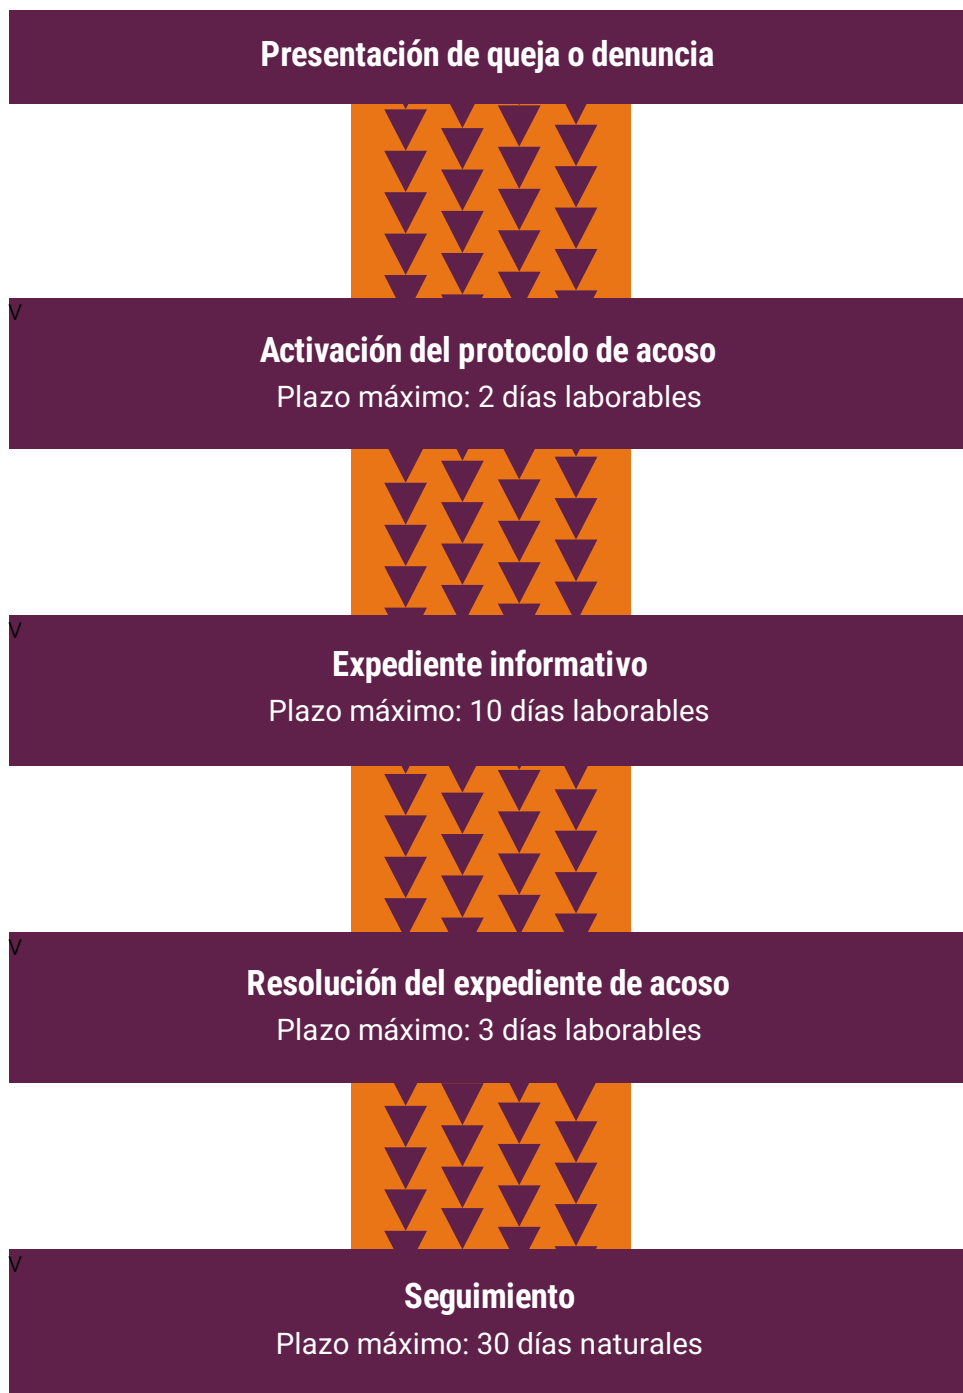 Presentación de queja o denuncia
V
Activación del protocolo de acoso
Plazo máximo: 2 días laborables
V
Expediente informativo
Plazo máximo: 10 días laborables
V
Resolución del expediente de acoso
Plazo máximo: 3 días laborables
V
Seguimiento
Plazo máximo: 30 días naturales